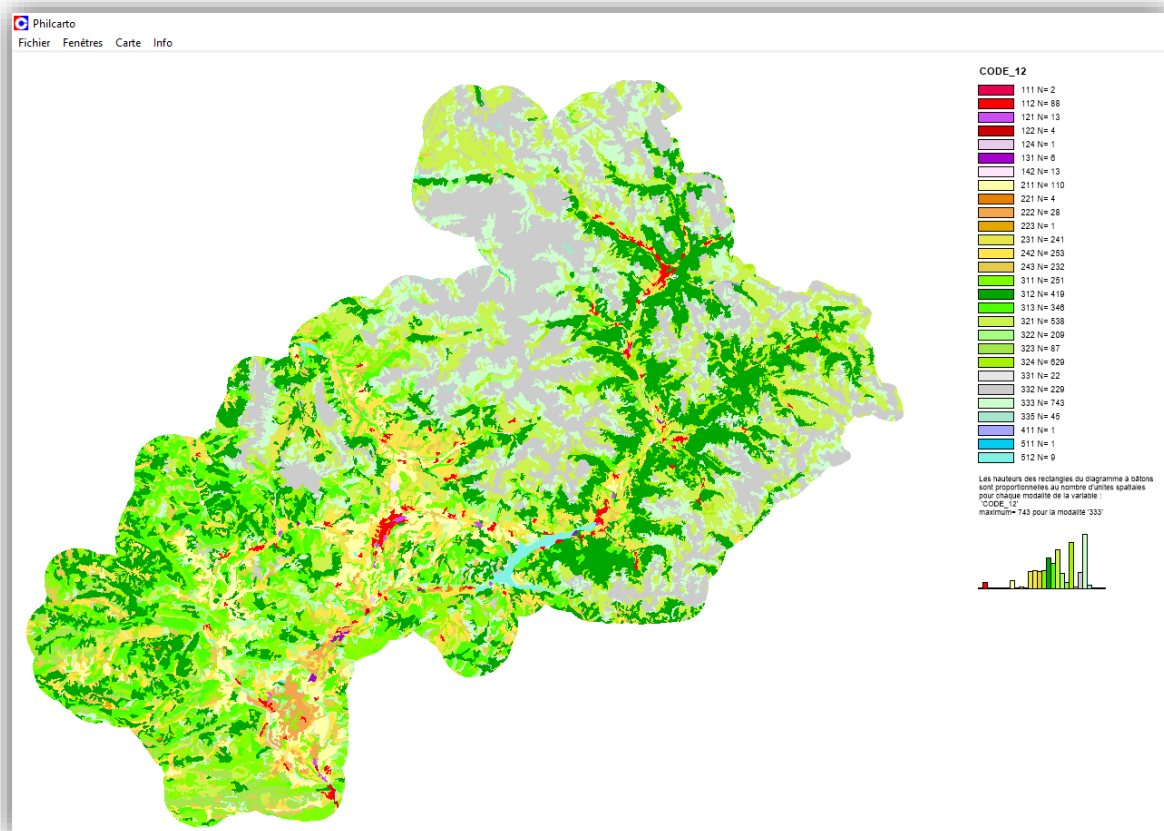 Philcarto
Fichier Fenêtres Carte Info
CODE_12
111 N= 2
112 N= 88
121 N= 13
122 N= 4
124 N= 1
131 N= 6
142 N= 13
211 N= 110
221 N= 4
222 N= 28
223 N= 1
231 N= 241
242 N= 253
243 N= 232
311 N= 251
312 N= 419
313 N= 346
321 N= 538
322 N= 209
323 N= 87
324 N= 629
331 N= 22
332 N= 229
333 N= 743
335 N= 45
411 N= 1
511 N= 1
512 N= 9
Les hauteurs des rectangles du diagramme à bâtons
sont proportionnelles au nombre d'unites spatiales
pour chaque modalité de la variable :
'CODE_12'
maximum= 743 pour la modalité '333'